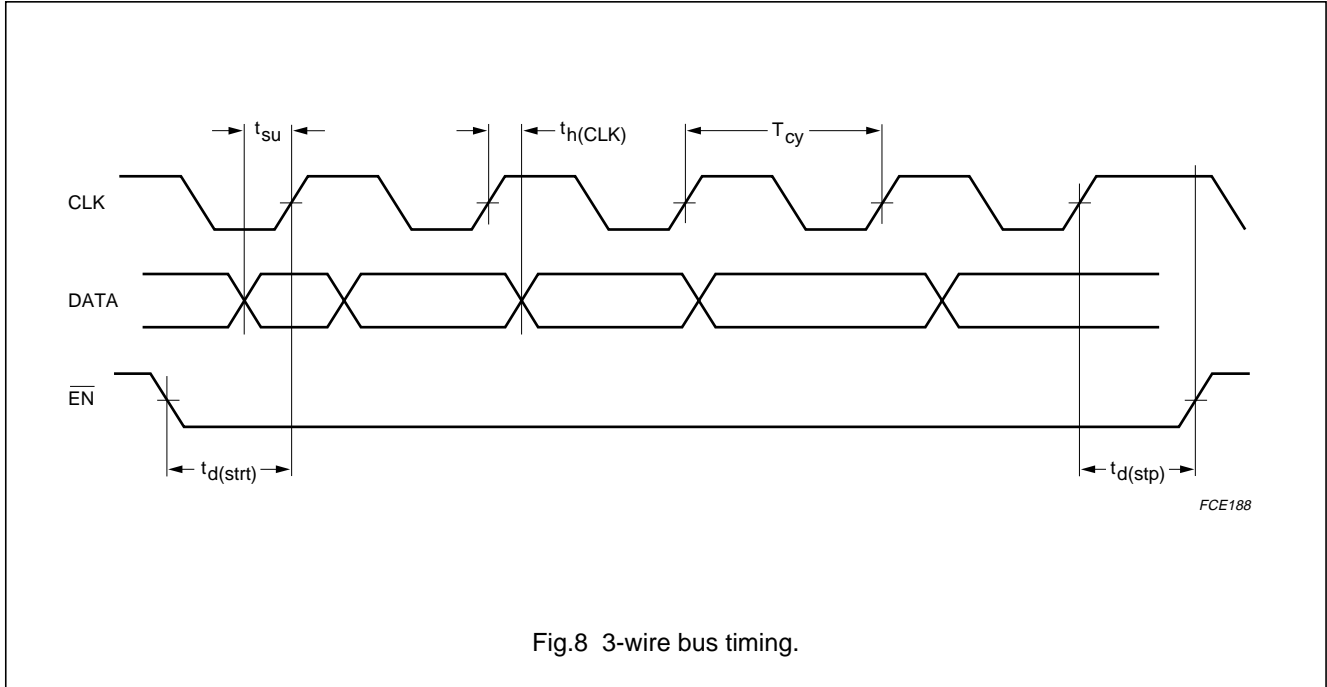 tsu
th(CLK)
Tcy
CLK
DATA
EN
td(strt)
td(stp)
FCE188
Fig.8 3-wire bus timing.